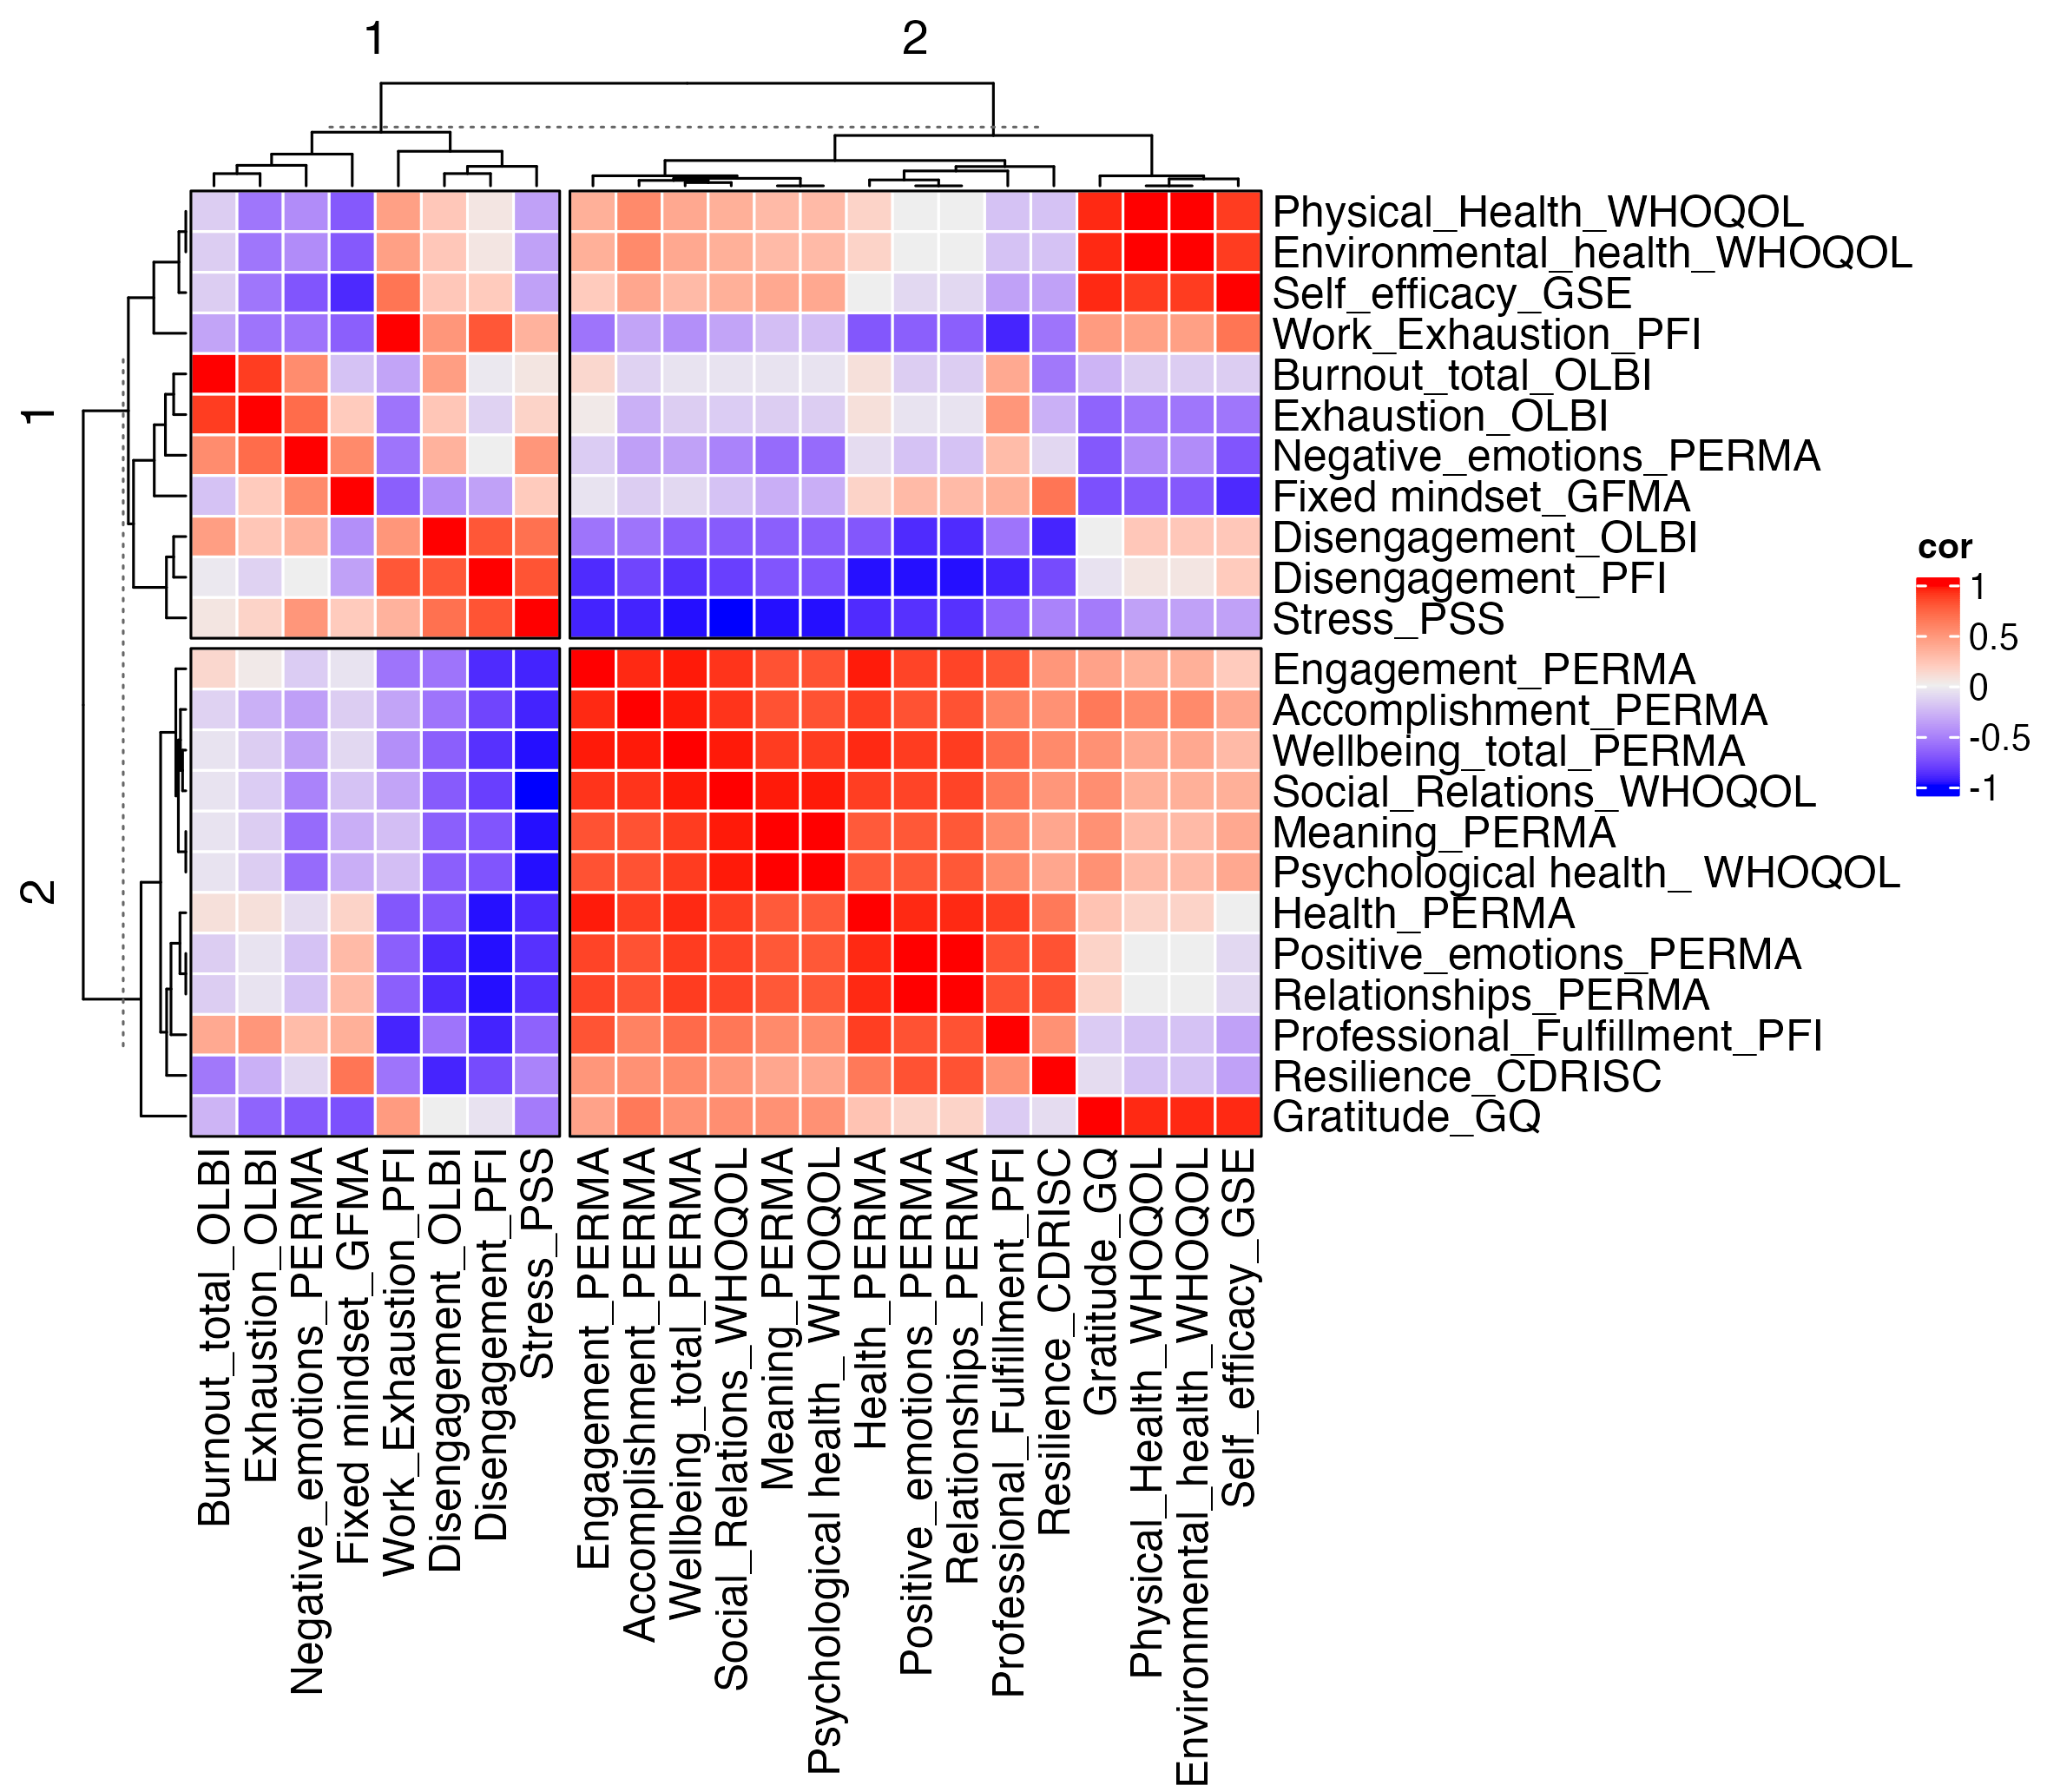 1
2
Physical_Health_WHOQOL
Environmental_health_WHOQOL
Self_efficacy_GSE
Work_Exhaustion_PFI
Burnout_total_OLBI
1
Exhaustion_OLBI
Negative_emotions_PERMA
Fixed mindset_GFMA
Disengagement_OLBI
Disengagement_PFI
Stress_PSS
cor
1
0.5
0
-0.5
-1
Engagement_PERMA
Accomplishment_PERMA
Wellbeing_total_PERMA
Social_Relations_WHOQOL
Meaning_PERMA
Psychological health_ WHOQOL
2
Health_PERMA
Positive_emotions_PERMA
Relationships_PERMA
Professional_Fulfillment_PFI
Resilience_CDRISC
Gratitude_GQ
Burnout_total_OLBI
Exhaustion_OLBI
Negative_emotions_PERMA
Fixed mindset_GFMA
Work_Exhaustion_PFI
Disengagement_OLBI
Disengagement_PFI
Stress_PSS
Engagement_PERMA
Accomplishment_PERMA
Wellbeing_total_PERMA
Social_Relations_WHOQOL
Meaning_PERMA
Psychological health_ WHOQOL
Health_PERMA
Positive_emotions_PERMA
Relationships_PERMA
Professional_Fulfillment_PFI
Resilience_CDRISC
Gratitude_GQ
Physical_Health_WHOQOL
Environmental_health_WHOQOL
Self_efficacy_GSE